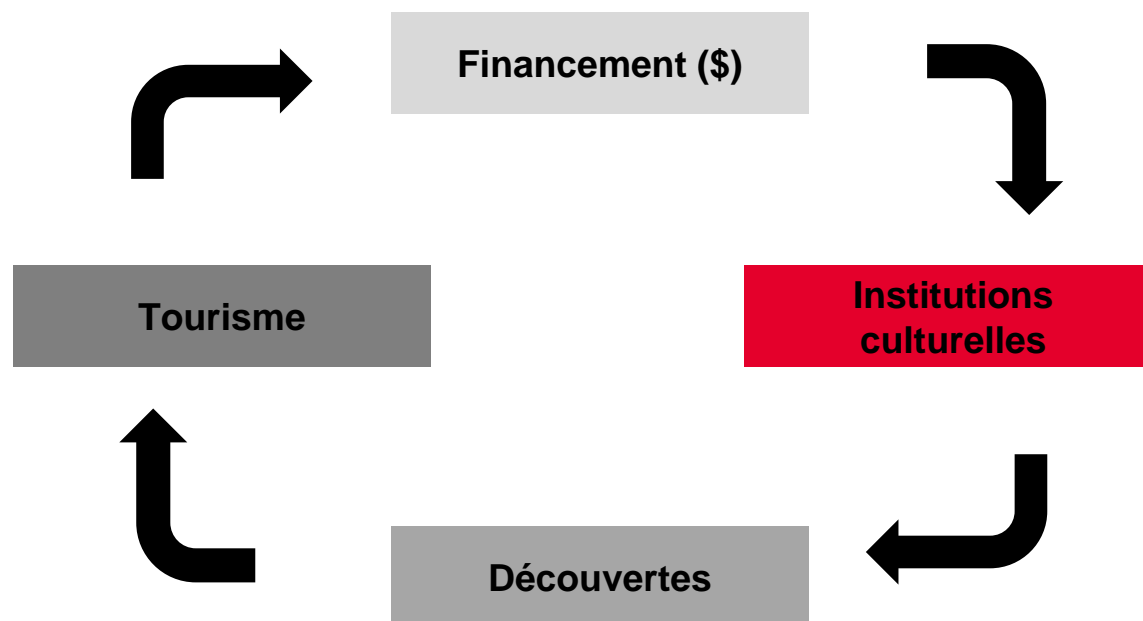 Financement ($)
Tourisme
Institutions
culturelles
Découvertes